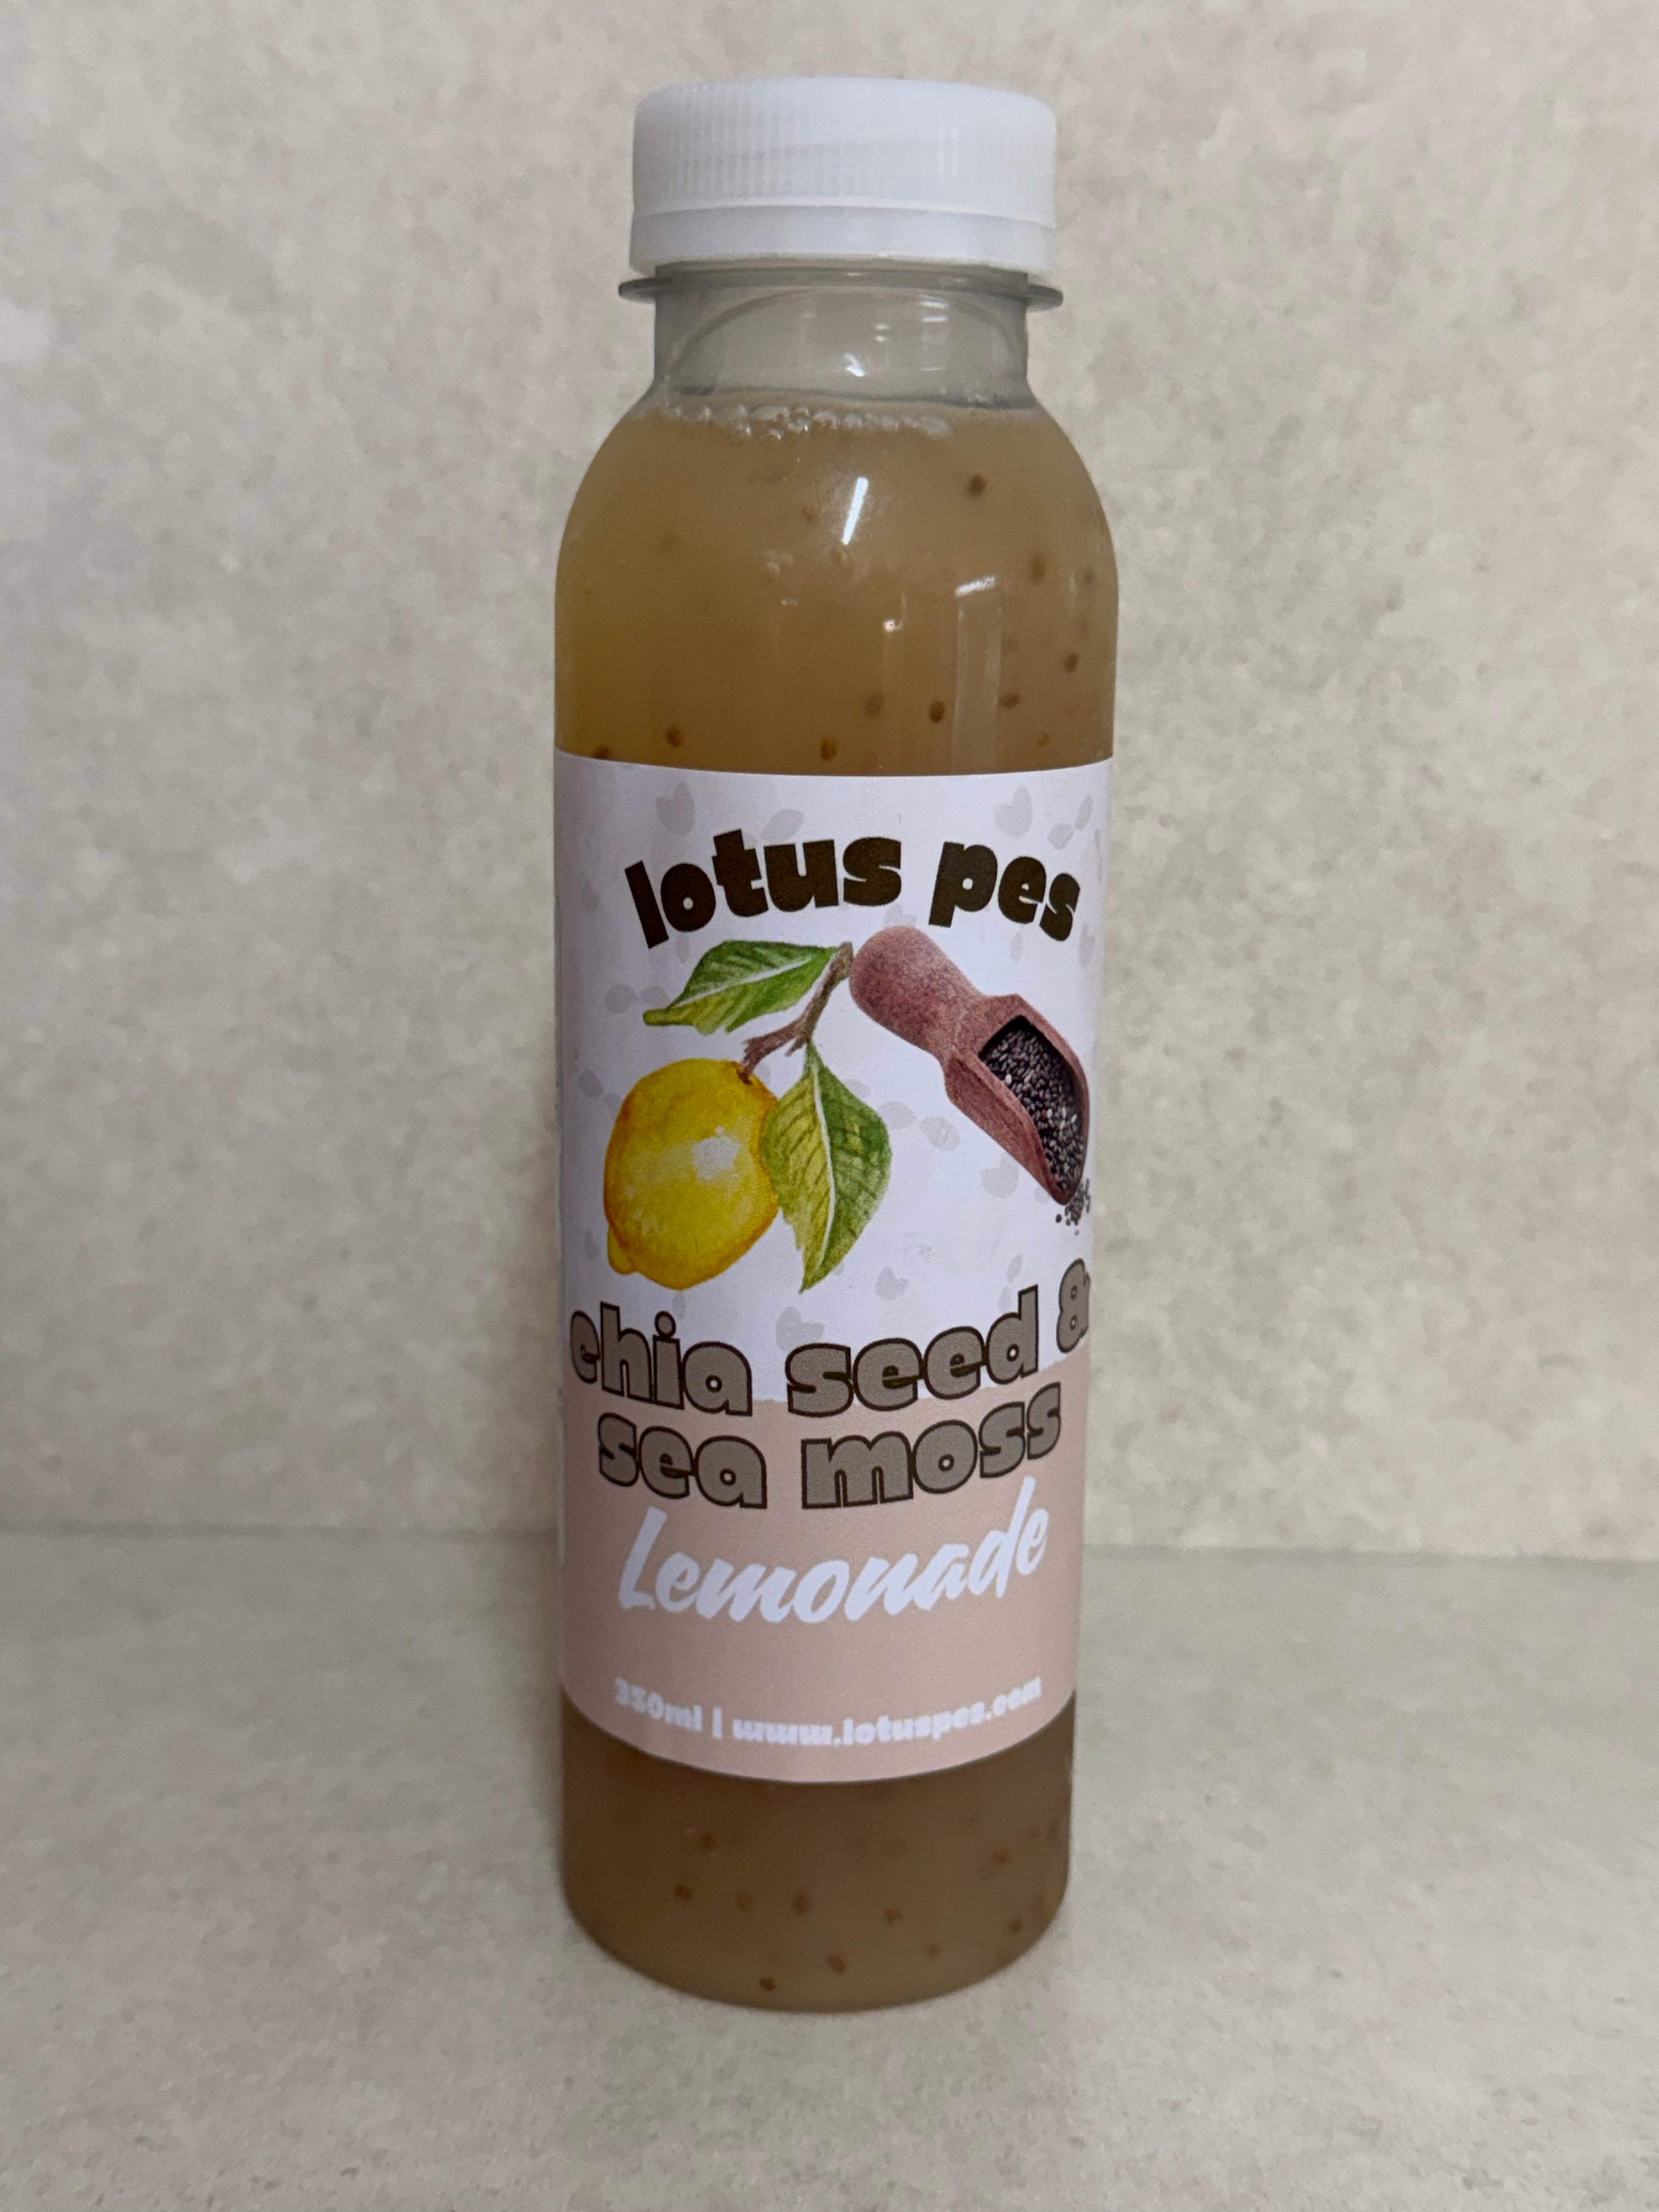 lotus pes
chia seed &
sea moss
Lemonade
350ml | www.lotuspes.com